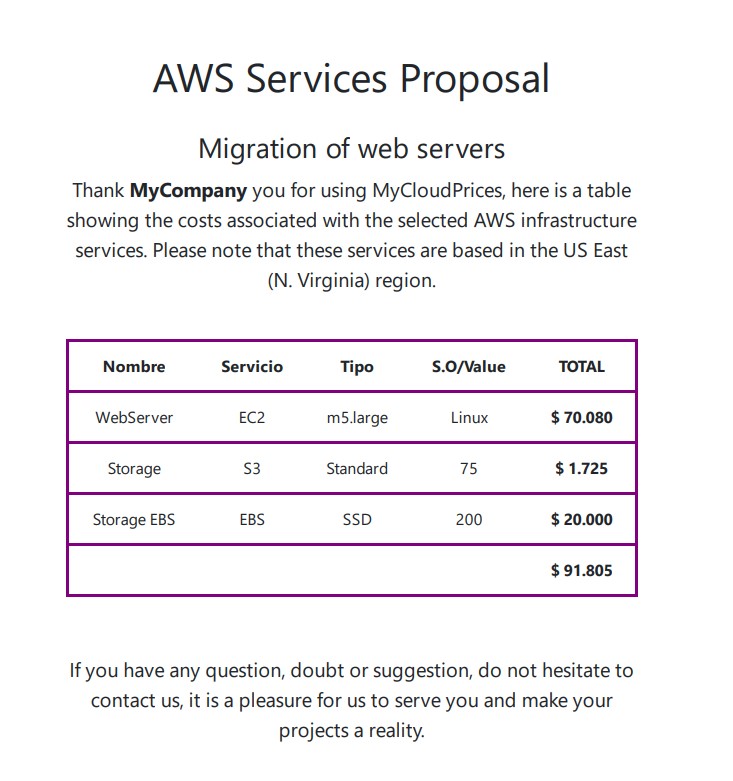 AWS Services Proposal
Migration of web servers
Thank MyCompany you for using MyCloudPrices, here is a table
showing the costs associated with the selected AWS infrastructure
services. Please note that these services are based in the US East
(N. Virginia) region.
Nombre Servicio Tipo S.O/Value TOTAL
WebServer EC2 m5.large Linux $ 70.080
Storage S3 Standard 75 $ 1.725
Storage EBS EBS SSD 200 $ 20.000
$ 91.805
If you have any question, doubt or suggestion, do not hesitate to
contact us, it is a pleasure for us to serve you and make your
projects a reality.